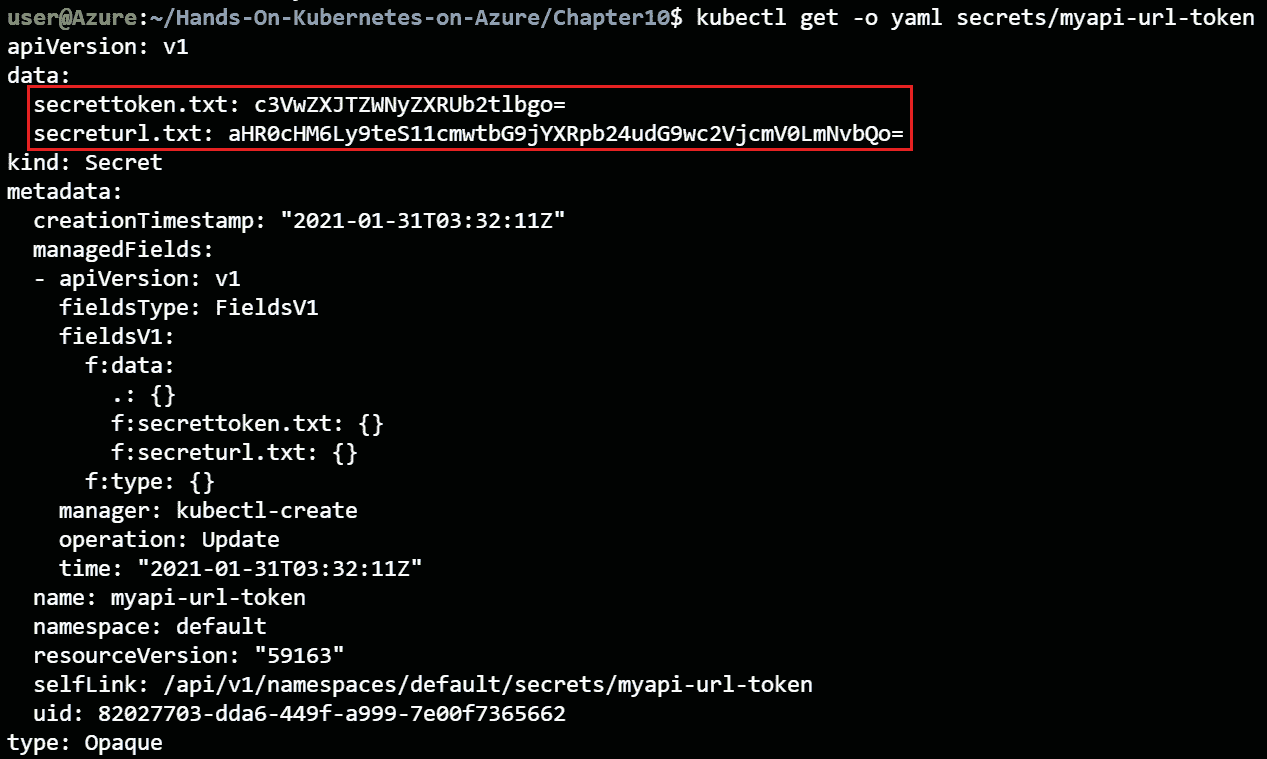 user@Azure:~/Hands-On-Kubernetes-on-Azure/Chapter10$ kubectl get -o yaml secrets/myapi-url-token
apiVersion: v1
data:
  secrettoken.txt: c3VwZXJTZWNyZXRUb2tlbgo=
  secreturl.txt: aHR0cHM6Ly9teS11cmwtbG9jYXRpb24udG9wc2VjcmV0LmNvbQo=
kind: Secret
metadata:
  creationTimestamp: "2021-01-31T03:32:11Z"
  managedFields:
  - apiVersion: v1
    fieldsType: FieldsV1
    fieldsV1:
      f:data:
        .: {}
        f:secrettoken.txt: {}
        f:secreturl.txt: {}
      f:type: {}
    manager: kubectl-create
    operation: Update
    time: "2021-01-31T03:32:11Z"
  name: myapi-url-token
  namespace: default
  resourceVersion: "59163"
  selfLink: /api/v1/namespaces/default/secrets/myapi-url-token
  uid: 82027703-dda6-449f-a999-7e00f7365662
type: Opaque